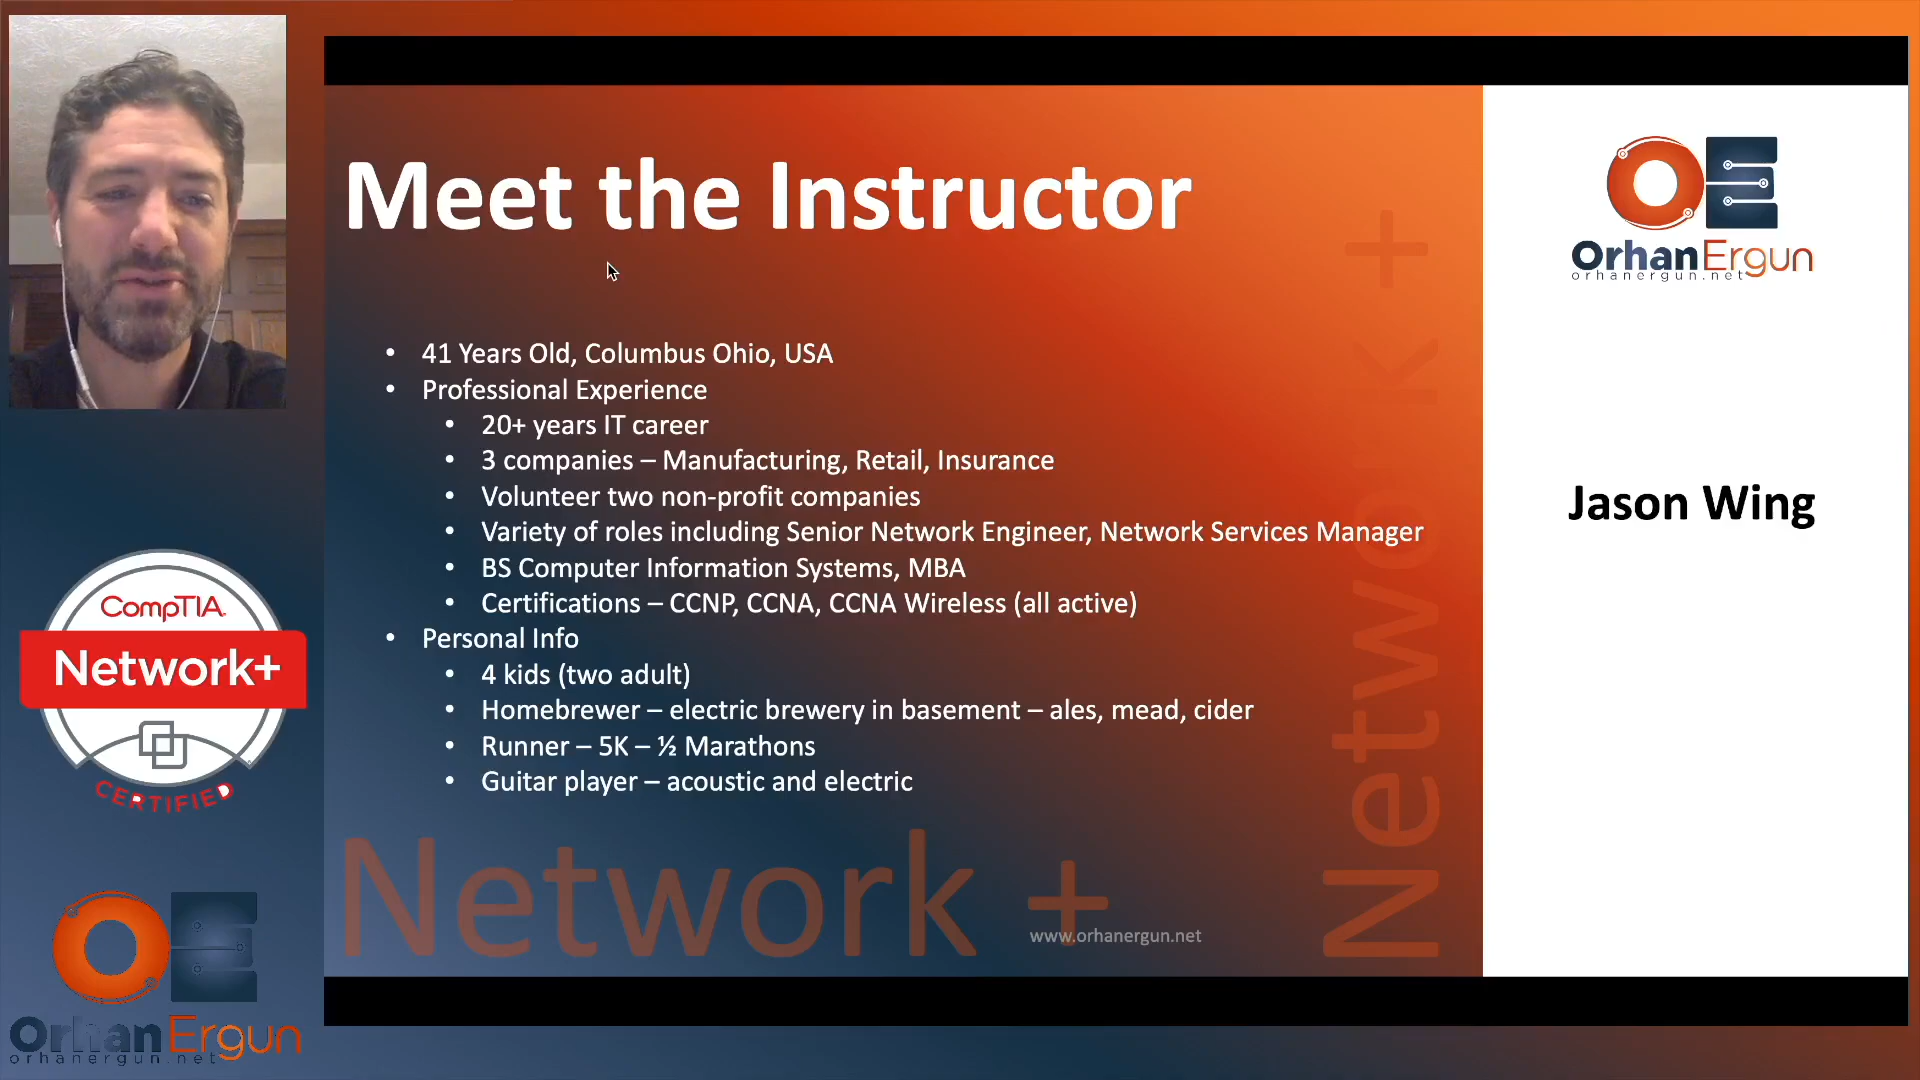 Meet the Instructor
• 41 Years Old, Columbus Ohio, USA
• Professional Experience
• 20+ years IT career
• 3 companies – Manufacturing, Retail, Insurance
• Volunteer two non-profit companies
• Variety of roles including Senior Network Engineer, Network Services Manager
• BS Computer Information Systems, MBA
• Certifications – CCNP, CCNA, CCNA Wireless (all active)
• Personal Info
• 4 kids (two adult)
• Homebrewer – electric brewery in basement – ales, mead, cider
• Runner – 5K – ½ Marathons
• Guitar player – acoustic and electric
Network +
www.orhanergun.net
Network +
OE
OrhanErgun
orhanergun.net
Jason Wing
CompTIA.
Network+
CERTIFIED
OE
OrhanErgun
orhanergun.net